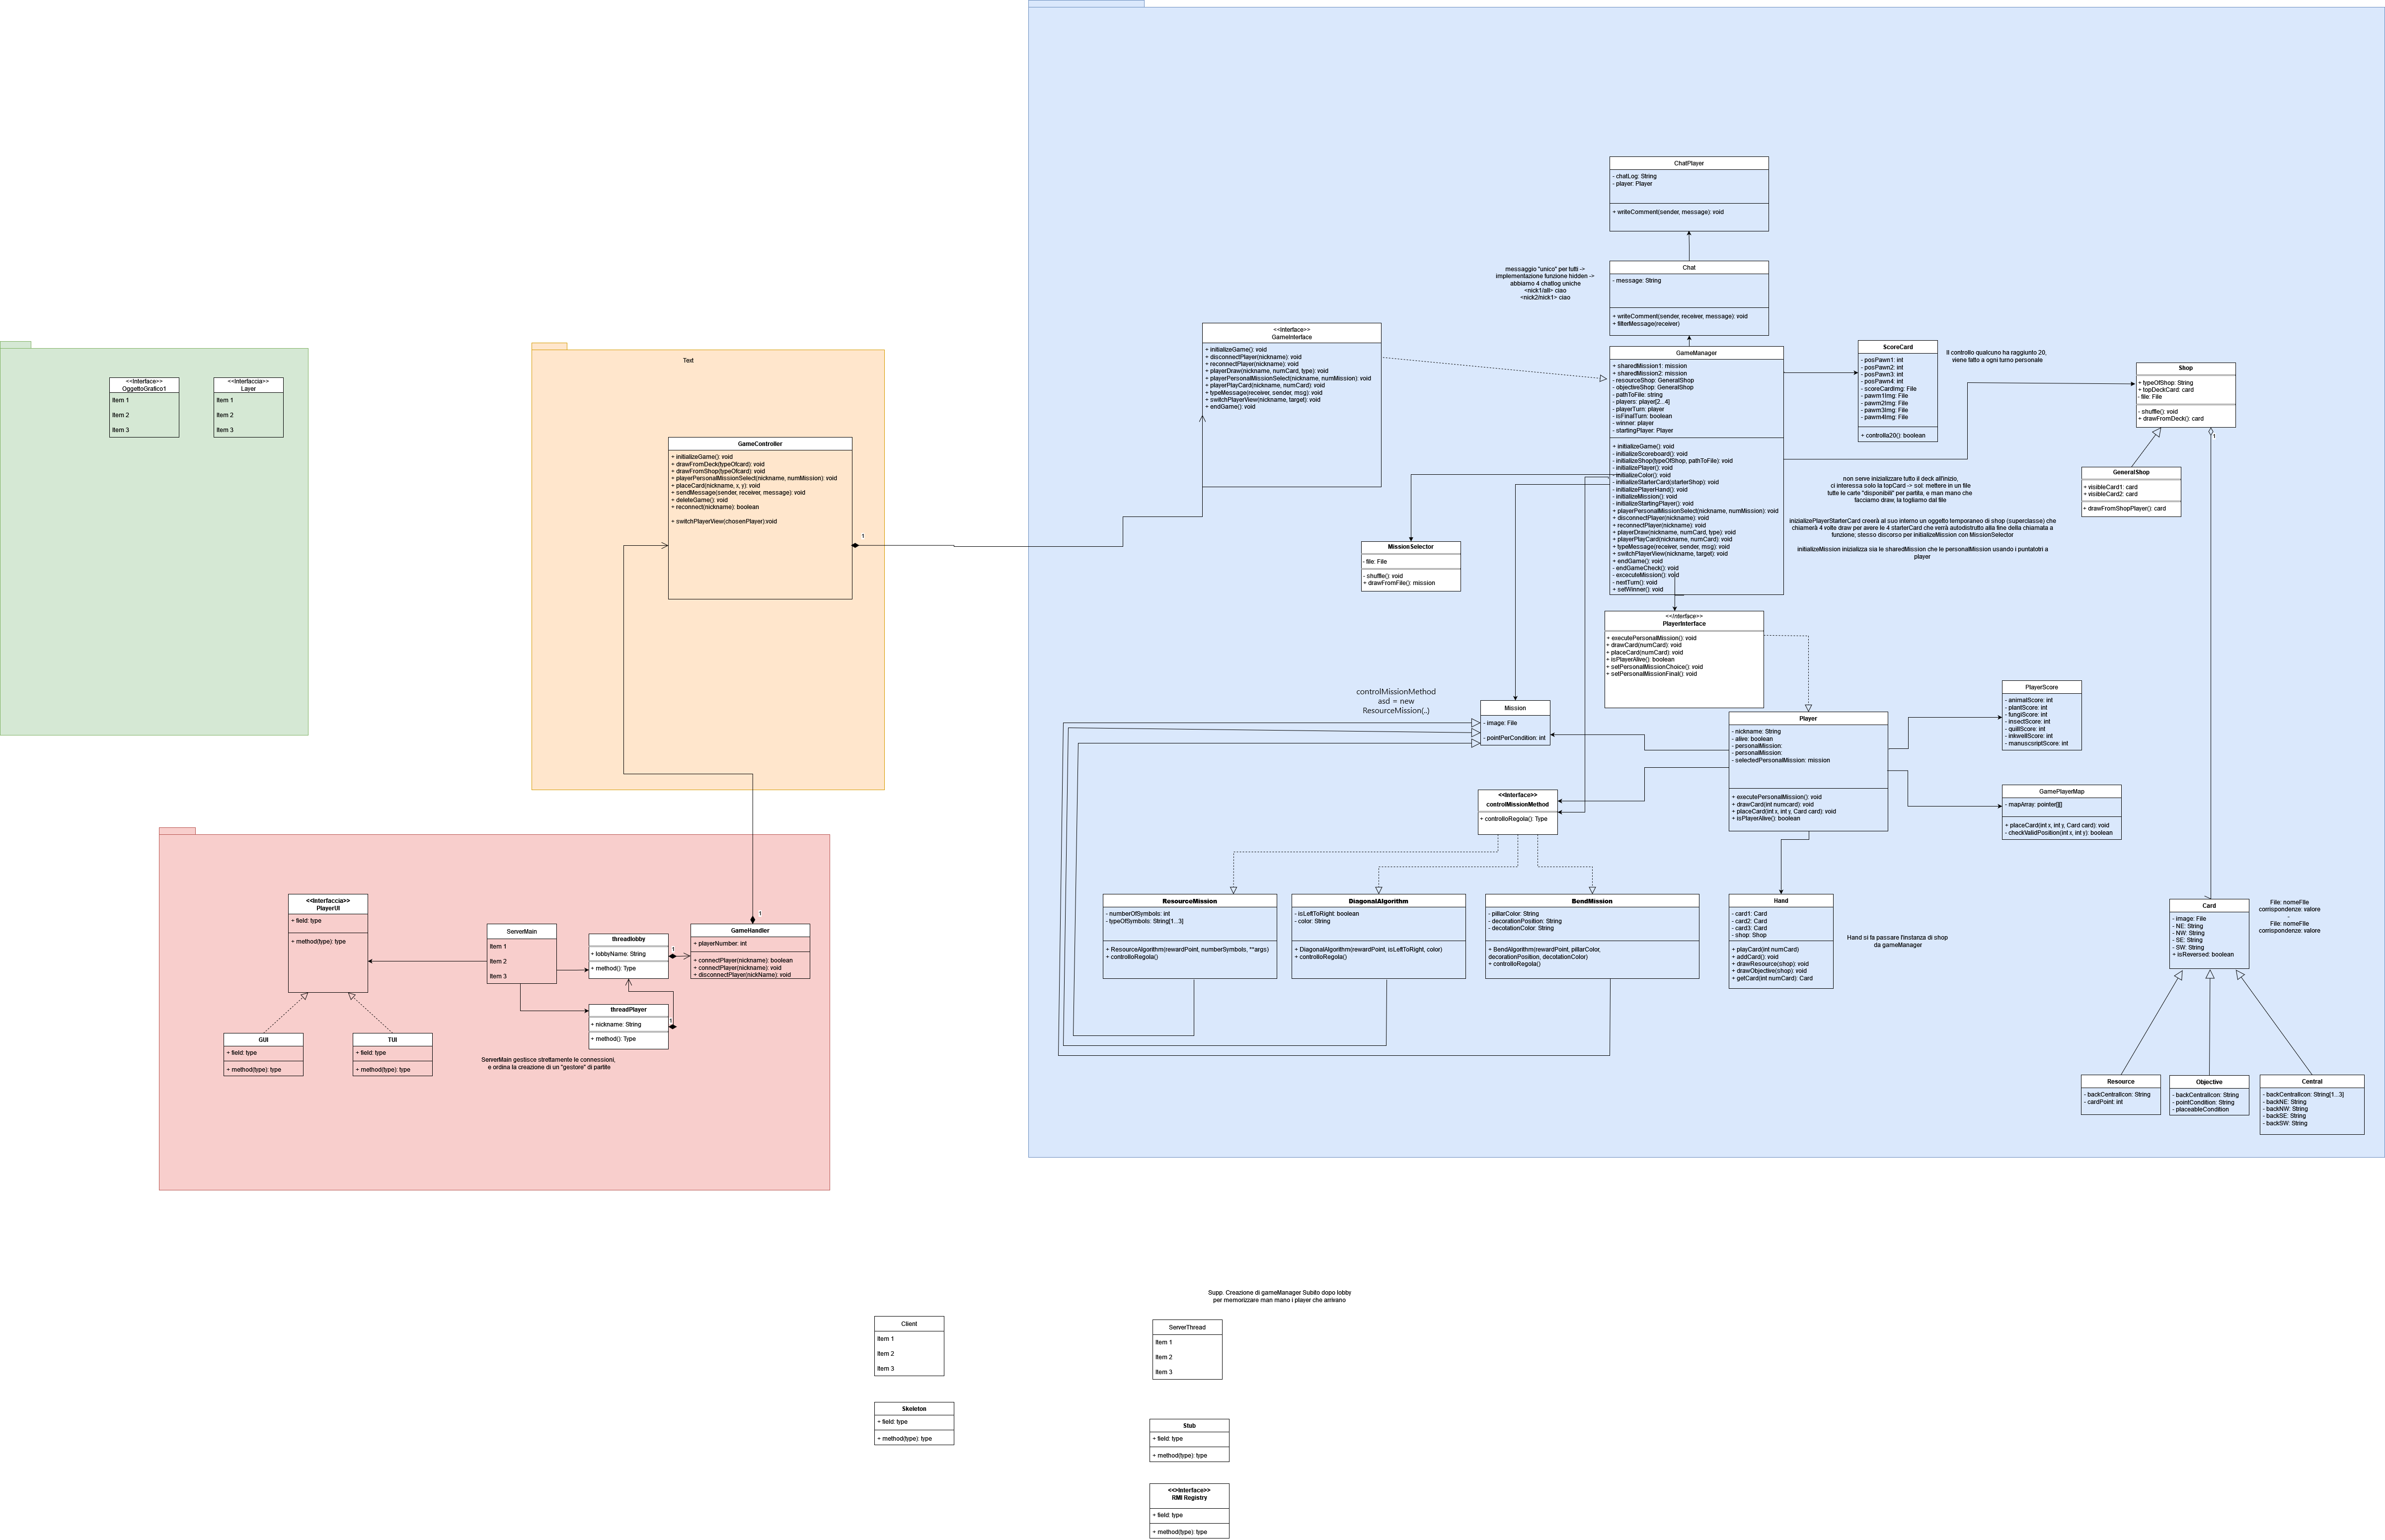 <<Interface>>
OggettoGrafico1
Item 1
Item 2
Item 3
<<Interfaccia>>
Layer
Item 1
Item 2
Item 3
Text
GameController
+ initializeGame(): void
+ drawFromDeck(typeOfcard): void
+ drawFromShop(typeOfcard): void
+ playerPersonalMissionSelect(nickname, numMission): void
+ placeCard(nickname, x, y): void
+ sendMessage(sender, receiver, message): void
+ deleteGame(): void
+ reconnect(nickname): boolean
+ switchPlayerView(chosenPlayer):void
1
<<Interfaccia>>
PlayerUI
+ field: type
+ method(type): type
GUI
+ field: type
+ method(type): type
TUI
+ field: type
+ method(type): type
ServerMain
Item 1
Item 2
Item 3
threadlobby
+ lobbyName: String
+ method(): Type
1
threadPlayer
+ nickname: String
+ method(): Type
1
GameHandler
+ playerNumber: int
+ connectPlayer(nickname): boolean
+ connectPlayer(nickname): void
+ disconnectPlayer(nickName): void
1
ServerMain gestisce strettamente le connessioni,
e ordina la creazione di un "gestore" di partite
<<Interface>>
GameInterface
+ initializeGame(): void
+ disconnectPlayer(nickname): void
+ reconnectPlayer(nickname): void
+ playerDraw(nickname, numCard, type): void
+ playerPersonalMissionSelect(nickname, numMission): void
+ playerPlayCard(nickname, numCard): void
+ typeMessage(receiver, sender, msg): void
+ switchPlayerView(nickname, target): void
+ endGame(): void
ChatPlayer
- chatLog: String
- player: Player
+ writeComment(sender, message): void
messaggio "unico" per tutti ->
implementazione funzione hidden ->
abbiamo 4 chatlog uniche
<nick1/all> ciao
<nick2/nick1> ciao
Chat
- message: String
+ writeComment(sender, receiver, message): void
+ filterMessage(receiver)
GameManager
+ sharedMission1: mission
+ sharedMission2: mission
- resourceShop: GeneralShop
- objectiveShop: GeneralShop
- pathToFile: string
- players: player[2...4]
- playerTurn: player
- isFinalTurn: boolean
- winner: player
- startingPlayer: Player
+ initializeGame(): void
- initializeScoreboard(): void
- initializeShop(typeOfShop, pathToFile): void
- initializePlayer(): void
- initializeColor(): void
- initializeStarterCard(starterShop): void
- initializePlayerHand(): void
- initializeMission(): void
- initializeStartingPlayer(): void
+ playerPersonalMissionSelect(nickname, numMission): void
+ disconnectPlayer(nickname): void
+ reconnectPlayer(nickname): void
+ playerDraw(nickname, numCard, type): void
+ playerPlayCard(nickname, numCard): void
+ typeMessage(receiver, sender, msg): void
+ switchPlayerView(nickname, target): void
+ endGame(): void
- endGameCheck(): void
- excecuteMission(): void
- nextTurn(): void
+ setWinner(): void
ScoreCard
- posPawn1: int
- posPawn2: int
- posPawn3: int
- posPawn4: int
- scoreCardImg: File
- pawm1Img: File
- pawm2Img: File
- pawm3Img: File
- pawm4Img: File
+ controlla20(): boolean
Il controllo qualcuno ha raggiunto 20,
viene fatto a ogni turno personale
Shop
+ typeOfShop: String
+ topDeckCard: card
- file: File
- shuffle(): void
+ drawFromDeck(): card
1
GeneralShop
+ visibleCard1: card
- visibleCard2: card
+ drawFromShopPlayer(): card
non serve inizializzare tutto il deck all'inizio,
ci interessa solo la topCard -> sol: mettere in un file
tutte le carte "disponibili" per partita, e man mano che
facciamo draw, la togliamo dal file
inizializePlayerStarterCard creerà al suo interno un oggetto temporaneo di shop (superclasse) che
chiamerà 4 volte draw per avere le 4 starterCard che verrà autodistrutto alla fine della chiamata a
funzione; stesso discorso per initializeMission con MissionSelector
initializeMission inizializza sia le sharedMission che le personalMission usando i puntatotri a
player
MissionSelector
- file: File
- shuffle(): void
+ drawFromFile(): mission
<<Interface>>
PlayerInterface
+ executePersonalMission(): void
+ drawCard(numCard): void
+ placeCard(numCard): void
+ isPlayerAlive(): boolean
+ setPersonalMissionChoice(): void
+ setPersonalMissionFinal(): void
controlMissionMethod
asd = new
ResourceMission(..)
Mission
- image: File
- pointPerCondition: int
Player
- nickname: String
- alive: boolean
- personalMission:
- personalMission:
- selectedPersonalMission: mission
+ executePersonalMission(): void
+ drawCard(int numcard): void
+ placeCard(int x, int y, Card card): void
+ isPlayerAlive(): boolean
PlayerScore
- animalScore: int
- plantScore: int
- fungiScore: int
- insectScore: int
- quillScore: int
- inkwellScore: int
- manuscsriptScore: int
GamePlayerMap
- mapArray: pointer[][]
+ placeCard(int x, int y, Card card): void
- checkValidPosition(int x, int y): boolean
<<Interface>>
controlMissionMethod
+ controlloRegola(): Type
ResourceMission
- numberOfSymbols: int
- typeOfSymbols: String[1...3]
+ ResourceAlgorithm(rewardPoint, numberSymbols, **args)
+ controlloRegola()
DiagonalAlgorithm
- isLeftToRight: boolean
- color: String
+ DiagonalAlgorithm(rewardPoint, isLeftToRight, color)
+ controlloRegola()
BendMission
- pillarColor: String
- decorationPosition: String
- decotationColor: String
+ BendAlgorithm(rewardPoint, pillarColor,
decorationPosition, decotationColor)
+ controlloRegola()
Hand
- card1: Card
- card2: Card
- card3: Card
- shop: Shop
+ playCard(int numCard)
+ addCard(): void
+ drawResource(shop): void
+ drawObjective(shop): void
+ getCard(int numCard): Card
Hand si fa passare l'instanza di shop
da gameManager
Card
- image: File
- NE: String
- NW: String
- SE: String
- SW: String
+ isReversed: boolean
File: nomeFIle
corrispondenze: valore
-
File: nomeFIle
corrispondenze: valore
Resource
- backCentralIcon: String
- cardPoint: int
Objective
- backCentralIcon: String
- pointCondition: String
- placeableCondition
Central
- backCentralIcon: String[1...3]
- backNE: String
- backNW: String
- backSE: String
- backSW: String
Supp. Creazione di gameManager Subito dopo lobby
per memorizzare man mano i player che arrivano
Client
Item 1
Item 2
Item 3
ServerThread
Item 1
Item 2
Item 3
Skeleton
+ field: type
+ method(type): type
Stub
+ field: type
+ method(type): type
<<>Interface>>
RMI Registry
+ field: type
+ method(type): type